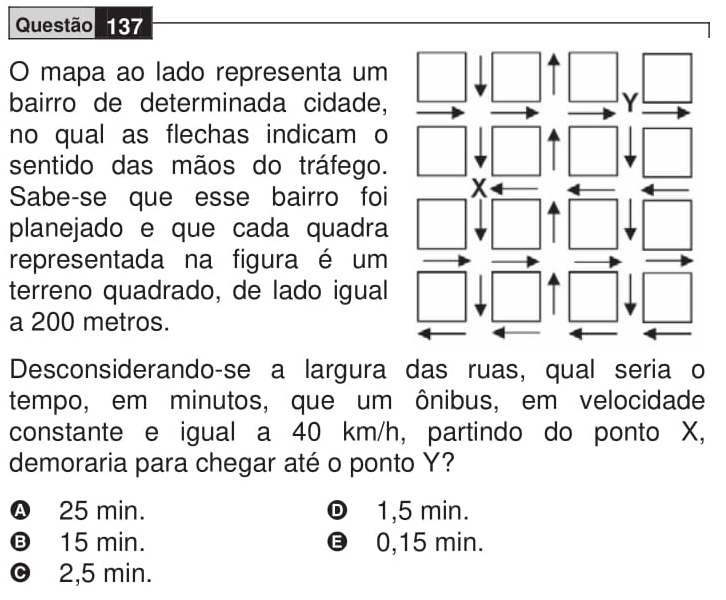 Questão 137
O mapa ao lado representa um
bairro de determinada cidade,
no qual as flechas indicam o
sentido das mãos do tráfego.
Sabe-se que esse bairro foi
planejado e que cada quadra
representada na figura é um
terreno quadrado, de lado igual
a 200 metros.
Y
X
Desconsiderando-se a largura das ruas, qual seria o
tempo, em minutos, que um ônibus, em velocidade
constante e igual a 40 km/h, partindo do ponto X,
demoraria para chegar até o ponto Y?
A 25 min.
B 15 min.
C 2,5 min.
D 1,5 min.
E 0,15 min.